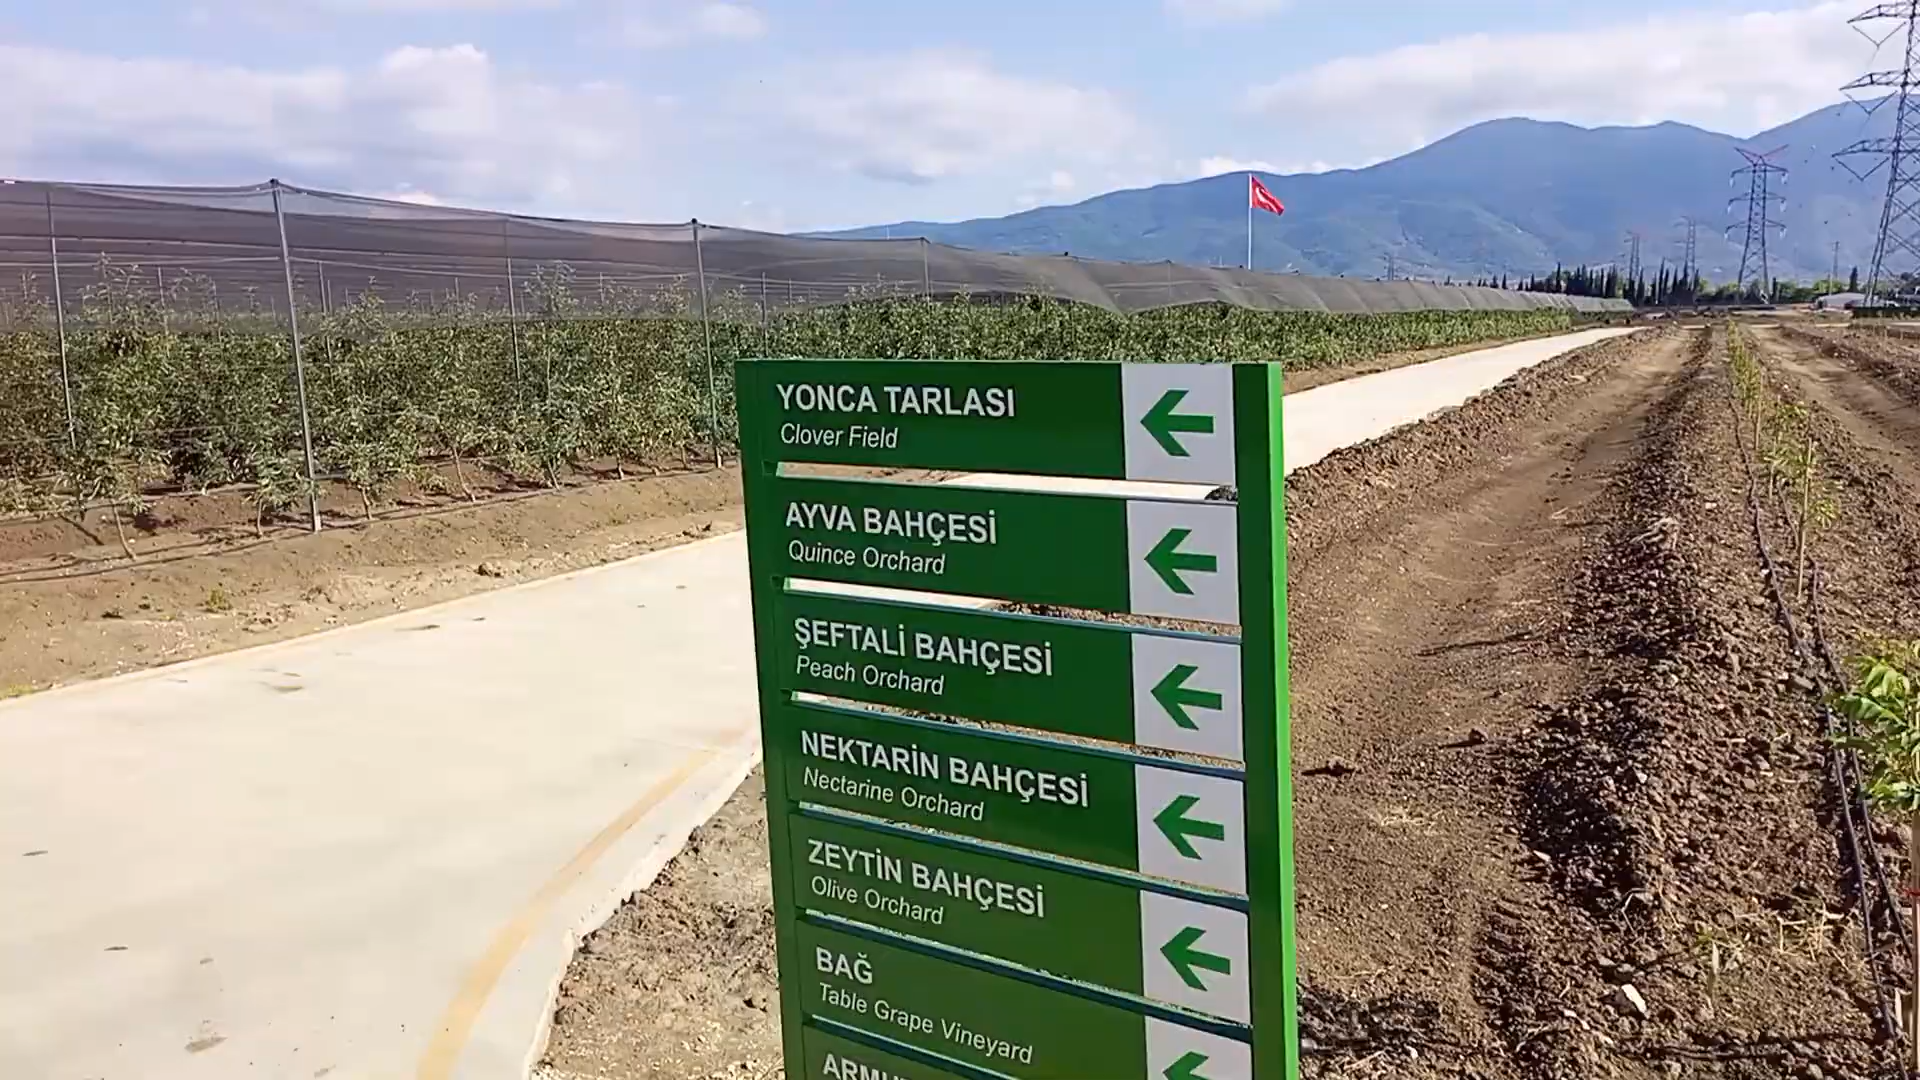 YONCA TARLASI
Clover Field
AYVA BAHÇESİ
Quince Orchard
ŞEFTALİ BAHÇESİ
Peach Orchard
NEKTARİN BAHÇESİ
Nectarine Orchard
ZEYTİN BAHÇESİ
Olive Orchard
BAĞ
Table Grape Vineyard